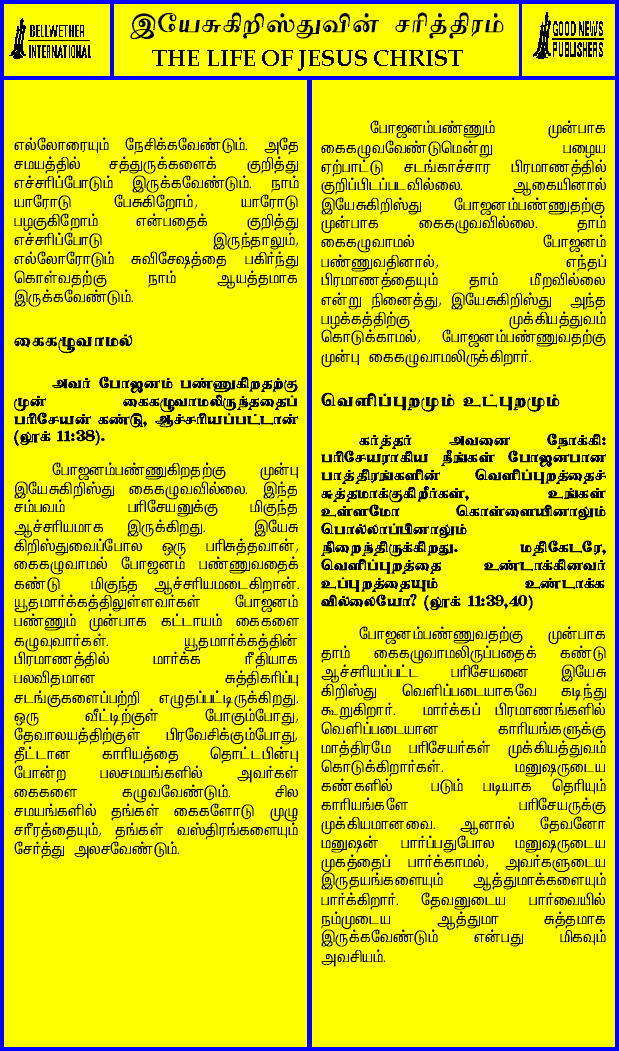 BELLWETHER
INTERNATIONAL
இயேசுகிறிஸ்துவின் சரித்திரம்
THE LIFE OF JESUS CHRIST
GOOD NEWS
PUBLISHERS
எல்லோரையும் நேசிக்கவேண்டும். அதே
சமயத்தில் சத்துருக்களைக் குறித்து
எச்சரிப்போடும் இருக்கவேண்டும். நாம்
யாரோடு பேசுகிறோம், யாரோடு
பழகுகிறோம் என்பதைக் குறித்து
எச்சரிப்போடு இருந்தாலும்,
எல்லோரோடும் சுவிசேஷத்தை பகிர்ந்து
கொள்வதற்கு நாம் ஆயத்தமாக
இருக்கவேண்டும்.
கைகழுவாமல்
அவர் போஜனம் பண்ணுகிறதற்கு
முன் கைகழுவாமலிருந்ததைப்
பரிசேயன் கண்டு, ஆச்சரியப்பட்டான்
(லூக் 11:38).
போஜனம்பண்ணுகிறதற்கு முன்பு
இயேசுகிறிஸ்து கைகழுவவில்லை. இந்த
சம்பவம் பரிசேயனுக்கு மிகுந்த
ஆச்சரியமாக இருக்கிறது. இயேசு
கிறிஸ்துவைப்போல ஒரு பரிசுத்தவான்,
கைகழுவாமல் போஜனம் பண்ணுவதைக்
கண்டு மிகுந்த ஆச்சரியமடைகிறான்.
யூதமார்க்கத்திலுள்ளவர்கள் போஜனம்
பண்ணும் முன்பாக கட்டாயம் கைகளை
கழுவுவார்கள். யூதமார்க்கத்தின்
பிரமாணத்தில் மார்க்க ரீதியாக
பலவிதமான சுத்திகரிப்பு
சடங்குகளைப்பற்றி எழுதப்பட்டிருக்கிறது.
ஒரு வீட்டிற்குள் போகும்போது,
தேவாலயத்திற்குள் பிரவேசிக்கும்போது,
தீட்டான காரியத்தை தொட்டபின்பு
போன்ற பலசமயங்களில் அவர்கள்
கைகளை கழுவவேண்டும். சில
சமயங்களில் தங்கள் கைகளோடு முழு
சரீரத்தையும், தங்கள் வஸ்திரங்களையும்
சேர்த்து அலசவேண்டும்.
போஜனம்பண்ணும் முன்பாக
கைகழுவவேண்டுமென்று பழைய
ஏற்பாட்டு சடங்காச்சார பிரமாணத்தில்
குறிப்பிடப்படவில்லை. ஆகையினால்
இயேசுகிறிஸ்து போஜனம்பண்ணுதற்கு
முன்பாக கைகழுவவில்லை. தாம்
கைகழுவாமல் போஜனம்
பண்ணுவதினால், எந்தப்
பிரமாணத்தையும் தாம் மீறவில்லை
என்று நினைத்து, இயேசுகிறிஸ்து அந்த
பழக்கத்திற்கு முக்கியத்துவம்
கொடுக்காமல், போஜனம்பண்ணுவதற்கு
முன்பு கைகழுவாமலிருக்கிறார்.
வெளிப்புறமும் உட்புறமும்
கர்த்தர் அவனை நோக்கி:
பரிசேயராகிய நீங்கள் போஜனபான
பாத்திரங்களின் வெளிப்புறத்தைச்
சுத்தமாக்குகிறீர்கள், உங்கள்
உள்ளமோ கொள்ளையினாலும்
பொல்லாப்பினாலும்
நிறைந்திருக்கிறது. மதிகேடரே,
வெளிப்புறத்தை உண்டாக்கினவர்
உப்புறத்தையும் உண்டாக்க
வில்லையோ? (லூக் 11:39,40)
போஜனம்பண்ணுவதற்கு முன்பாக
தாம் கைகழுவாமலிருப்பதைக் கண்டு
ஆச்சரியப்பட்ட பரிசேயனை இயேசு
கிறிஸ்து வெளிப்படையாகவே கடிந்து
கூறுகிறார். மார்க்கப் பிரமாணங்களில்
வெளிப்படையான காரியங்களுக்கு
மாத்திரமே பரிசேயர்கள் முக்கியத்துவம்
கொடுக்கிறார்கள். மனுஷருடைய
கண்களில் படும் படியாக தெரியும்
காரியங்களே பரிசேயருக்கு
முக்கியமானவை. ஆனால் தேவனோ
மனுஷன் பார்ப்பதுபோல மனுஷருடைய
முகத்தைப் பார்க்காமல், அவர்களுடைய
இருதயங்களையும் ஆத்துமாக்களையும்
பார்க்கிறார். தேவனுடைய பார்வையில்
நம்முடைய ஆத்துமா சுத்தமாக
இருக்கவேண்டும் என்பது மிகவும்
அவசியம்.